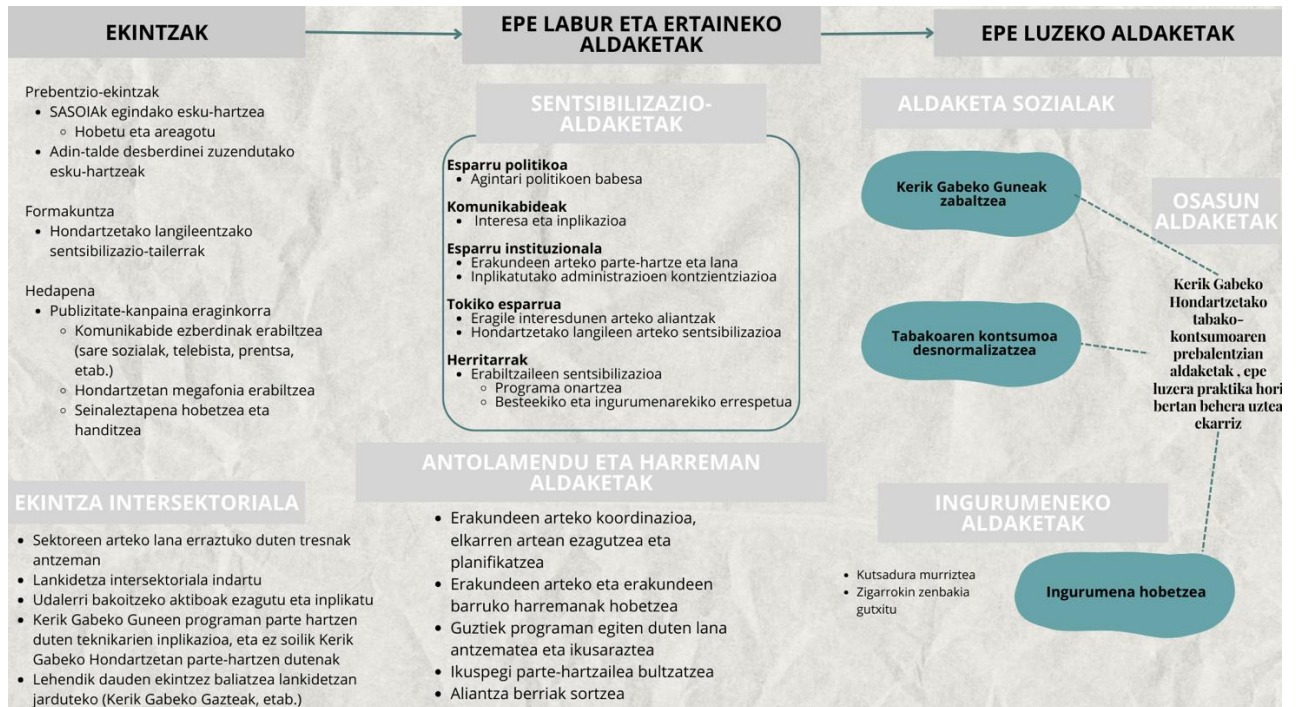 EKINTZAK
Prebentzio-ekintzak
• SASOIAk egindako esku-hartzea
◦ Hobetu eta areagotu
• Adin-talde desberdinei zuzendutako
esku-hartzeak
Formakuntza
• Hondartzetako langileentzako
sentsibilizazio-tailerrak
Hedapena
• Publizitate-kanpaina eraginkorra
◦ Komunikabide ezberdinak erabiltzea
(sare sozialak, telebista, prentsa,
etab.)
◦ Hondartzetan megafonia erabiltzea
◦ Seinaleztapena hobetzea eta
handitzea
EKINTZA INTERSEKTORIALA
• Sektoreen arteko lana erraztuko duten tresnak
antzeman
• Lankidetza intersektoriala indartu
• Udalerri bakoitzeko aktiboak ezagutu eta inplikatu
• Kerik Gabeko Guneen programan parte hartzen
duten teknikarien inplikazioa, eta ez soilik Kerik
Gabeko Hondartzetan parte-hartzen dutenak
• Lehendik dauden ekintzez baliatzea lankidetzan
jarduteko (Kerik Gabeko Gazteak, etab.)
EPE LABUR ETA ERTAINEKO
ALDAKETAK
SENTSIBILIZAZIO-
ALDAKETAK
Esparru politikoa
• Agintari politikoen babesa
Komunikabideak
• Interesa eta inplikazioa
Esparru instituzionala
• Erakundeen arteko parte-hartze eta lana
• Inplikatutako administrazioen kontzientziazioa
Tokiko esparrua
• Eragile interesdunen arteko aliantzak
• Hondartzetako langileen arteko sentsibilizazioa
Herritarrak
• Erabiltzaileen sentsibilizazioa
◦ Programa onartzea
◦ Besteekiko eta ingurumenarekiko errespetua
ANTOLAMENDU ETA HARREMAN
ALDAKETAK
• Erakundeen arteko koordinazioa,
elkarren artean ezagutzea eta
planifikatzea
• Erakundeen arteko eta erakundeen
barruko harremanak hobetzea
• Guztiek programan egiten duten lana
antzematea eta ikusaraztea
• Ikuspegi parte-hartzailea bultzatzea
• Aliantza berriak sortzea
EPE LUZEKO ALDAKETAK
ALDAKETA SOZIALAK
Kerik Gabeko Guneak
zabaltzea
Tabakoaren kontsumoa
desnormalizatzea
OSASUN
ALDAKETAK
Kerik Gabeko
Hondartzetako
tabako-
kontsumoaren
prebalentzian
aldaketak , epe
luzera praktika hori
bertan behera uztea
ekarriz
INGURUMENEKO
ALDAKETAK
• Kutsadura murriztea
• Zigarrokin zenbakia
gutxitu
Ingurumena hobetzea